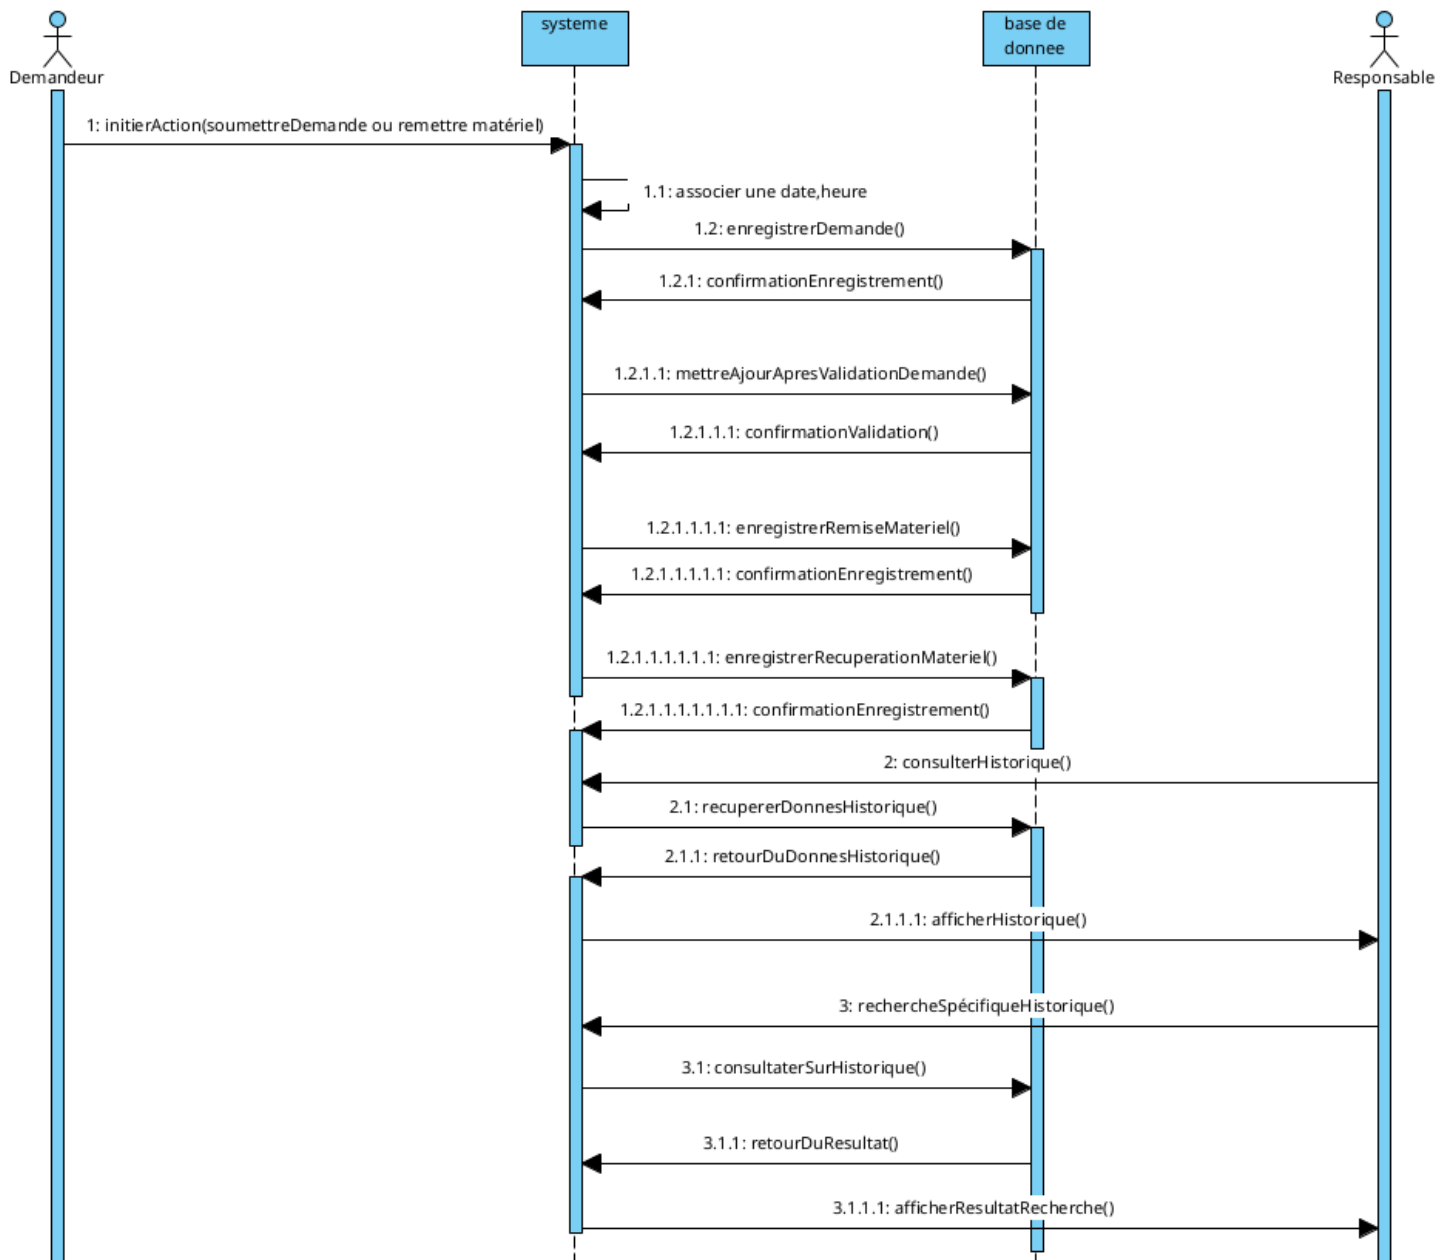 systeme
base de
donnee
Demandeur
Responsable
1: initierAction(soumettreDemande ou remettre matériel)
1.1: associer une date,heure
1.2: enregistrerDemande()
1.2.1: confirmationEnregistrement()
1.2.1.1: mettreAjourApresValidationDemande()
1.2.1.1.1: confirmationValidation()
1.2.1.1.1.1: enregistrerRemiseMateriel()
1.2.1.1.1.1.1: confirmationEnregistrement()
1.2.1.1.1.1.1.1: enregistrerRecuperationMateriel()
1.2.1.1.1.1.1.1.1: confirmationEnregistrement()
2: consulterHistorique()
2.1: recupererDonnesHistorique()
2.1.1: retourDuDonnesHistorique()
2.1.1.1: afficherHistorique()
3: rechercheSpécifiqueHistorique()
3.1: consultaterSurHistorique()
3.1.1: retourDuResultat()
3.1.1.1: afficherResultatRecherche()